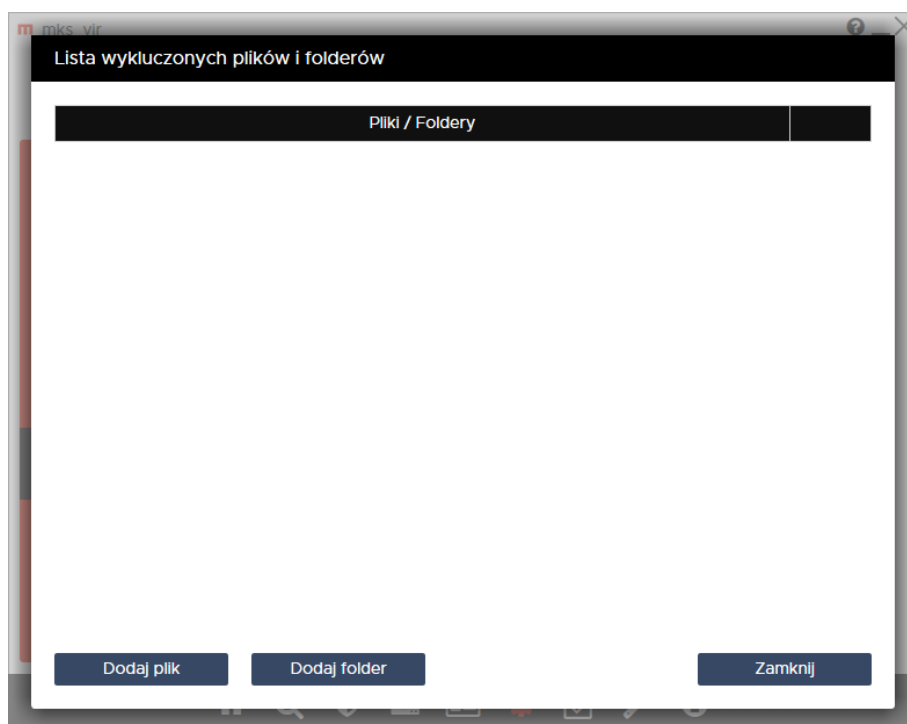 m mks_vir
Lista wykluczonych plików i folderów
Pliki / Foldery
Dodaj plik
Dodaj folder
Zamknij